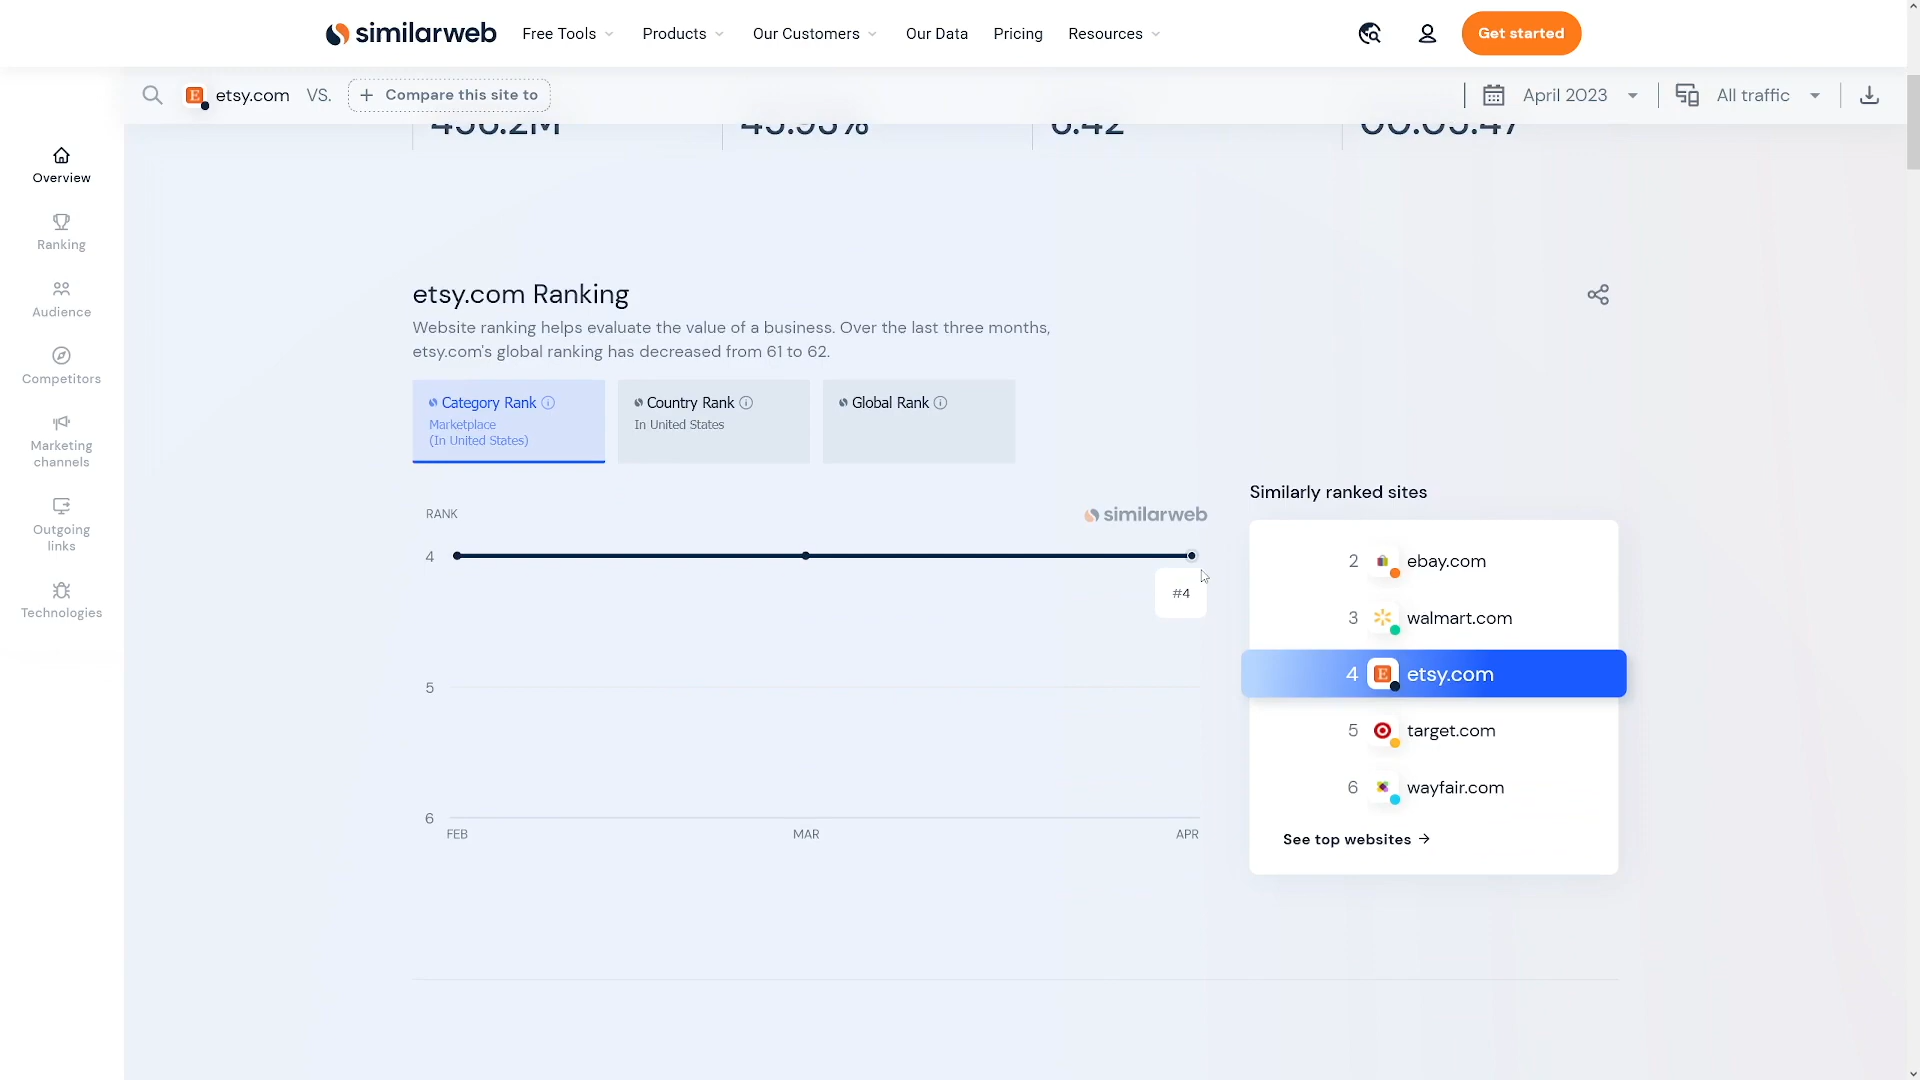 similarweb Free Tools Products Our Customers Our Data Pricing Resources Get started
etsy.com VS. + Compare this site to April 2023 All traffic
Overview
Ranking
Audience
Competitors
Marketing
channels
Outgoing
links
Technologies
etsy.com Ranking
Website ranking helps evaluate the value of a business. Over the last three months,
etsy.com's global ranking has decreased from 61 to 62.
Category Rank
Marketplace
(In United States)
Country Rank
In United States
Global Rank
RANK
similarweb
4
#4
5
6
FEB MAR APR
Similarly ranked sites
2 ebay.com
3 walmart.com
4 E etsy.com
5 target.com
6 wayfair.com
See top websites →